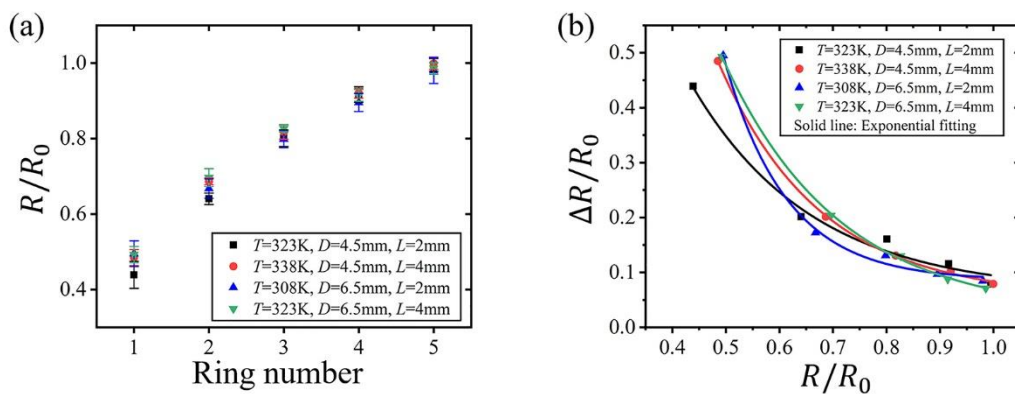 (a)
R/R0
1.0
0.8
0.6
0.4
T=323K, D=4.5mm, L=2mm
T=338K, D=4.5mm, L=4mm
T=308K, D=6.5mm, L=2mm
T=323K, D=6.5mm, L=4mm
1 2 3 4 5
Ring number
(b)
ΔR/R0
0.5
0.4
0.3
0.2
0.1
0.0
T=323K, D=4.5mm, L=2mm
T=338K, D=4.5mm, L=4mm
T=308K, D=6.5mm, L=2mm
T=323K, D=6.5mm, L=4mm
Solid line: Exponential fitting
0.4 0.5 0.6 0.7 0.8 0.9 1.0
R/R0